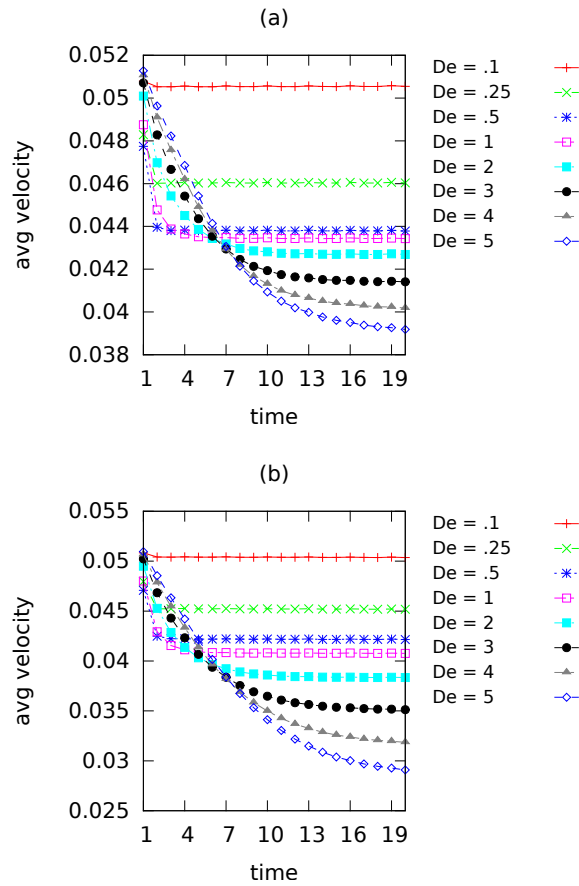 (a)
avg velocity
0.052
0.05
0.048
0.046
0.044
0.042
0.04
0.038
1 4 7 10 13 16 19
time
De = .1
De = .25
De = .5
De = 1
De = 2
De = 3
De = 4
De = 5
(b)
avg velocity
0.055
0.05
0.045
0.04
0.035
0.03
0.025
1 4 7 10 13 16 19
time
De = .1
De = .25
De = .5
De = 1
De = 2
De = 3
De = 4
De = 5